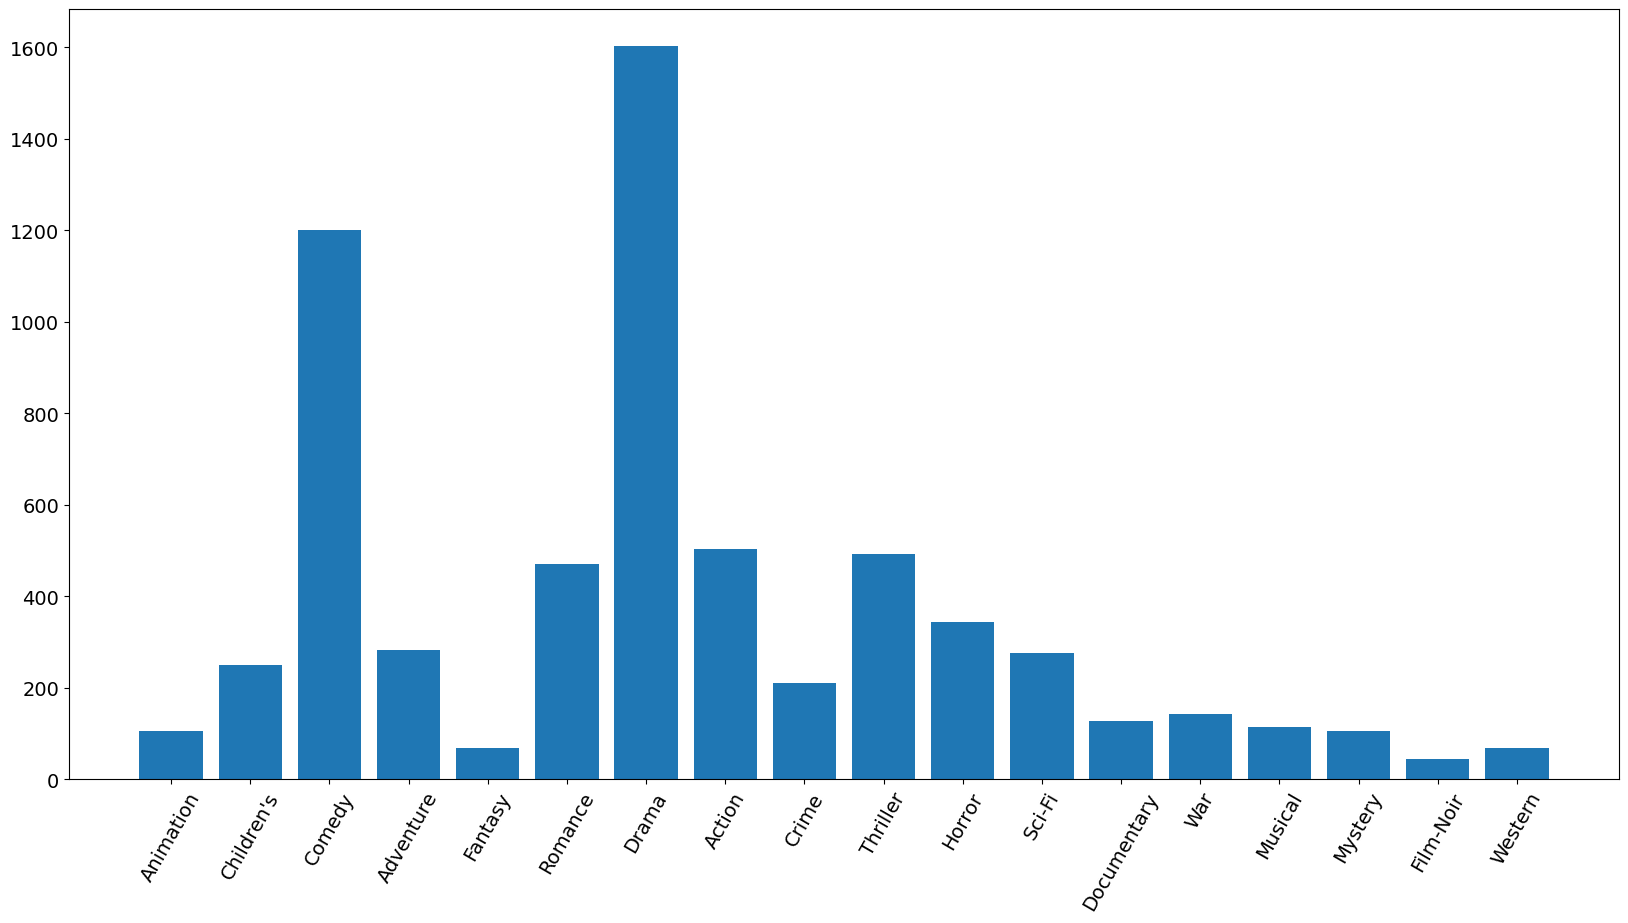 1600
1400
1200
1000
800
600
400
200
0
Animation
Children's
Comedy
Adventure
Fantasy
Romance
Drama
Action
Crime
Thriller
Horror
Sci-Fi
Documentary
War
Musical
Mystery
Film-Noir
Western